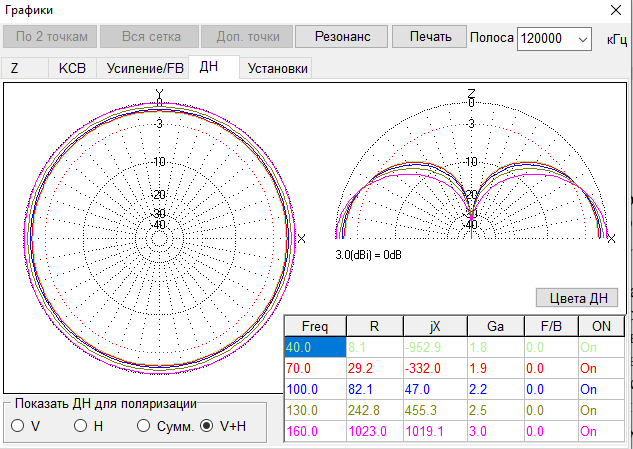 Графики
По 2 точкам Вся сетка Доп. точки Резонанс Печать Полоса 120000 кГц
Z КСВ Усиление/FB ДН Установки
Y
0
-3
-10
-20
-30
-40
X
Z
0
-3
-10
-20
-30
-40
X
3.0(dBi) = 0dB
Цвета ДН
Freq R jX Ga F/B ON
40.0 8.1 -952.9 1.8 0.0 On
70.0 29.2 -332.0 1.9 0.0 On
100.0 82.1 47.0 2.2 0.0 On
130.0 242.8 455.3 2.5 0.0 On
160.0 1023.0 1019.1 3.0 0.0 On
Показать ДН для поляризации
V H Сумм. V+H